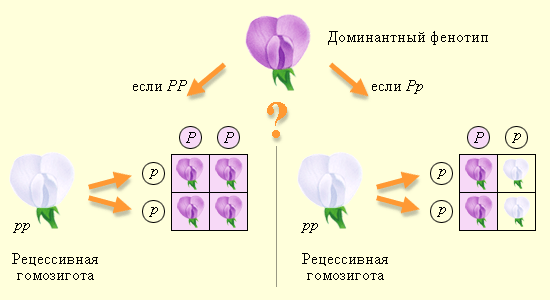 Доминантный фенотип
если PP
если Pp
?
P P
P p
p
p
p
p
pp
pp
Рецессивная
гомозигота
Рецессивная
гомозигота